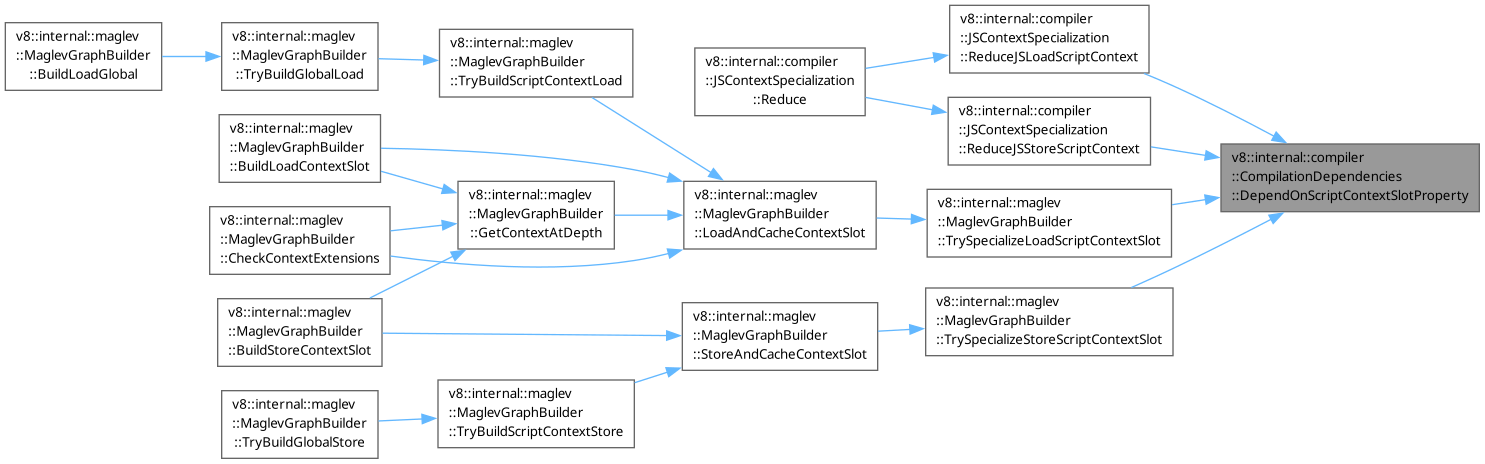 v8::internal::maglev
::MaglevGraphBuilder
::BuildLoadGlobal
v8::internal::maglev
::MaglevGraphBuilder
::TryBuildGlobalLoad
v8::internal::maglev
::MaglevGraphBuilder
::TryBuildScriptContextLoad
v8::internal::compiler
::JSContextSpecialization
::Reduce
v8::internal::compiler
::JSContextSpecialization
::ReduceJSLoadScriptContext
v8::internal::compiler
::JSContextSpecialization
::ReduceJSStoreScriptContext
v8::internal::compiler
::CompilationDependencies
::DependOnScriptContextSlotProperty
v8::internal::maglev
::MaglevGraphBuilder
::BuildLoadContextSlot
v8::internal::maglev
::MaglevGraphBuilder
::GetContextAtDepth
v8::internal::maglev
::MaglevGraphBuilder
::LoadAndCacheContextSlot
v8::internal::maglev
::MaglevGraphBuilder
::TrySpecializeLoadScriptContextSlot
v8::internal::maglev
::MaglevGraphBuilder
::CheckContextExtensions
v8::internal::maglev
::MaglevGraphBuilder
::BuildStoreContextSlot
v8::internal::maglev
::MaglevGraphBuilder
::StoreAndCacheContextSlot
v8::internal::maglev
::MaglevGraphBuilder
::TrySpecializeStoreScriptContextSlot
v8::internal::maglev
::MaglevGraphBuilder
::TryBuildGlobalStore
v8::internal::maglev
::MaglevGraphBuilder
::TryBuildScriptContextStore